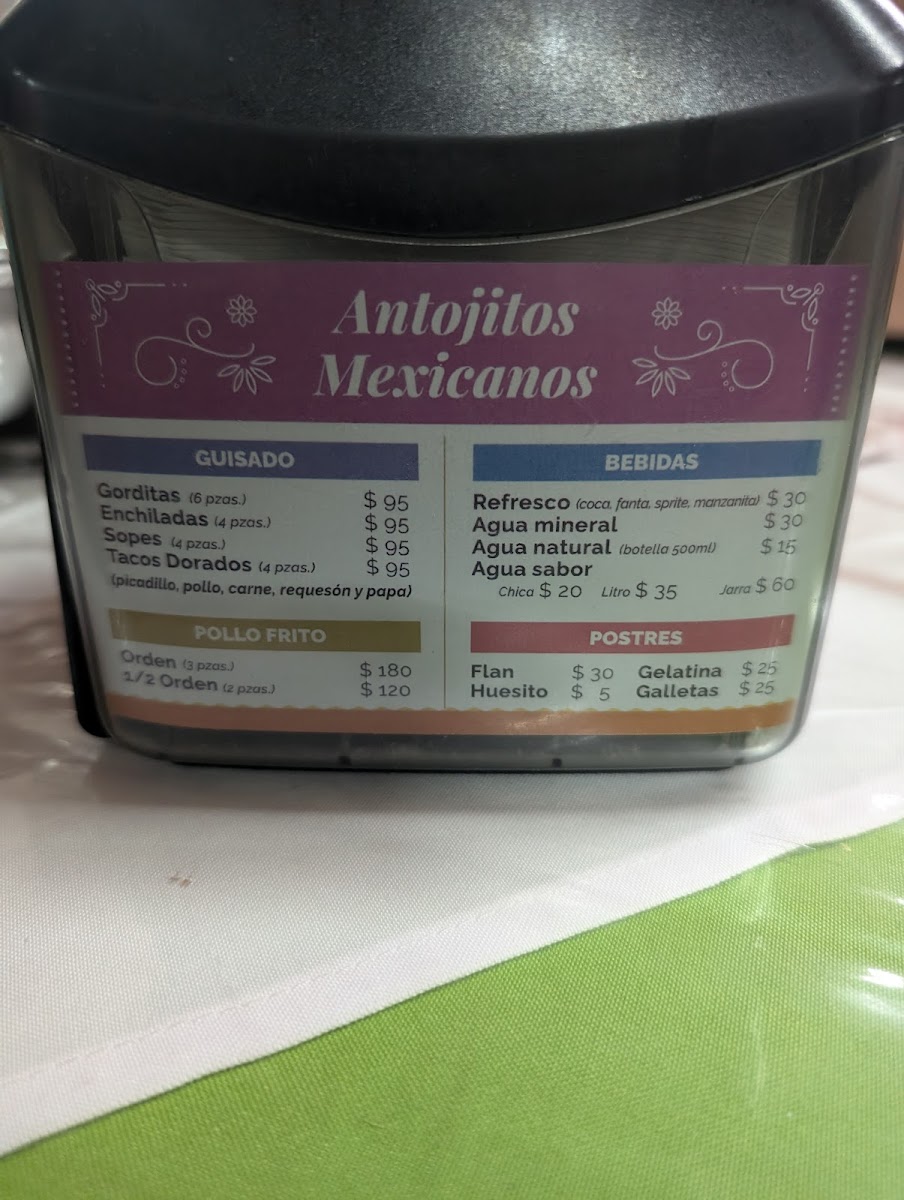 Antojitos
Mexicanos
GUISADO
Gorditas (6 pzas.) $ 95
Enchiladas (4 pzas.) $ 95
Sopes (4 pzas.) $ 95
Tacos Dorados (4 pzas.) $ 95
(picadillo, pollo, carne, requesón y papa)
POLLO FRITO
Orden (3 pzas.) $ 180
1/2 Orden (2 pzas.) $ 120
BEBIDAS
Refresco (coca, fanta, sprite, manzanita) $ 30
Agua mineral $ 30
Agua natural (botella 500ml) $ 15
Agua sabor
Chica $ 20 Litro $ 35 Jarra $ 60
POSTRES
Flan $ 30 Gelatina $ 25
Huesito $ 5 Galletas $ 25